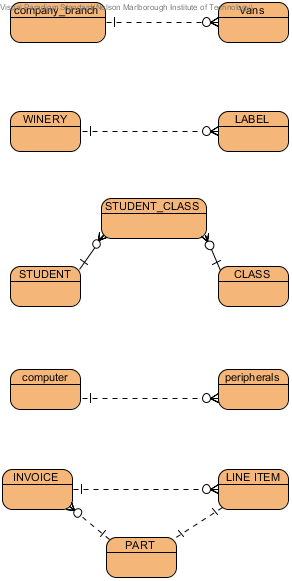 Visual Paradigm Standard(Nelson Marlborough Institute of Technology)
company_branch Vans
WINERY LABEL
STUDENT_CLASS
STUDENT CLASS
computer peripherals
INVOICE LINE ITEM
PART